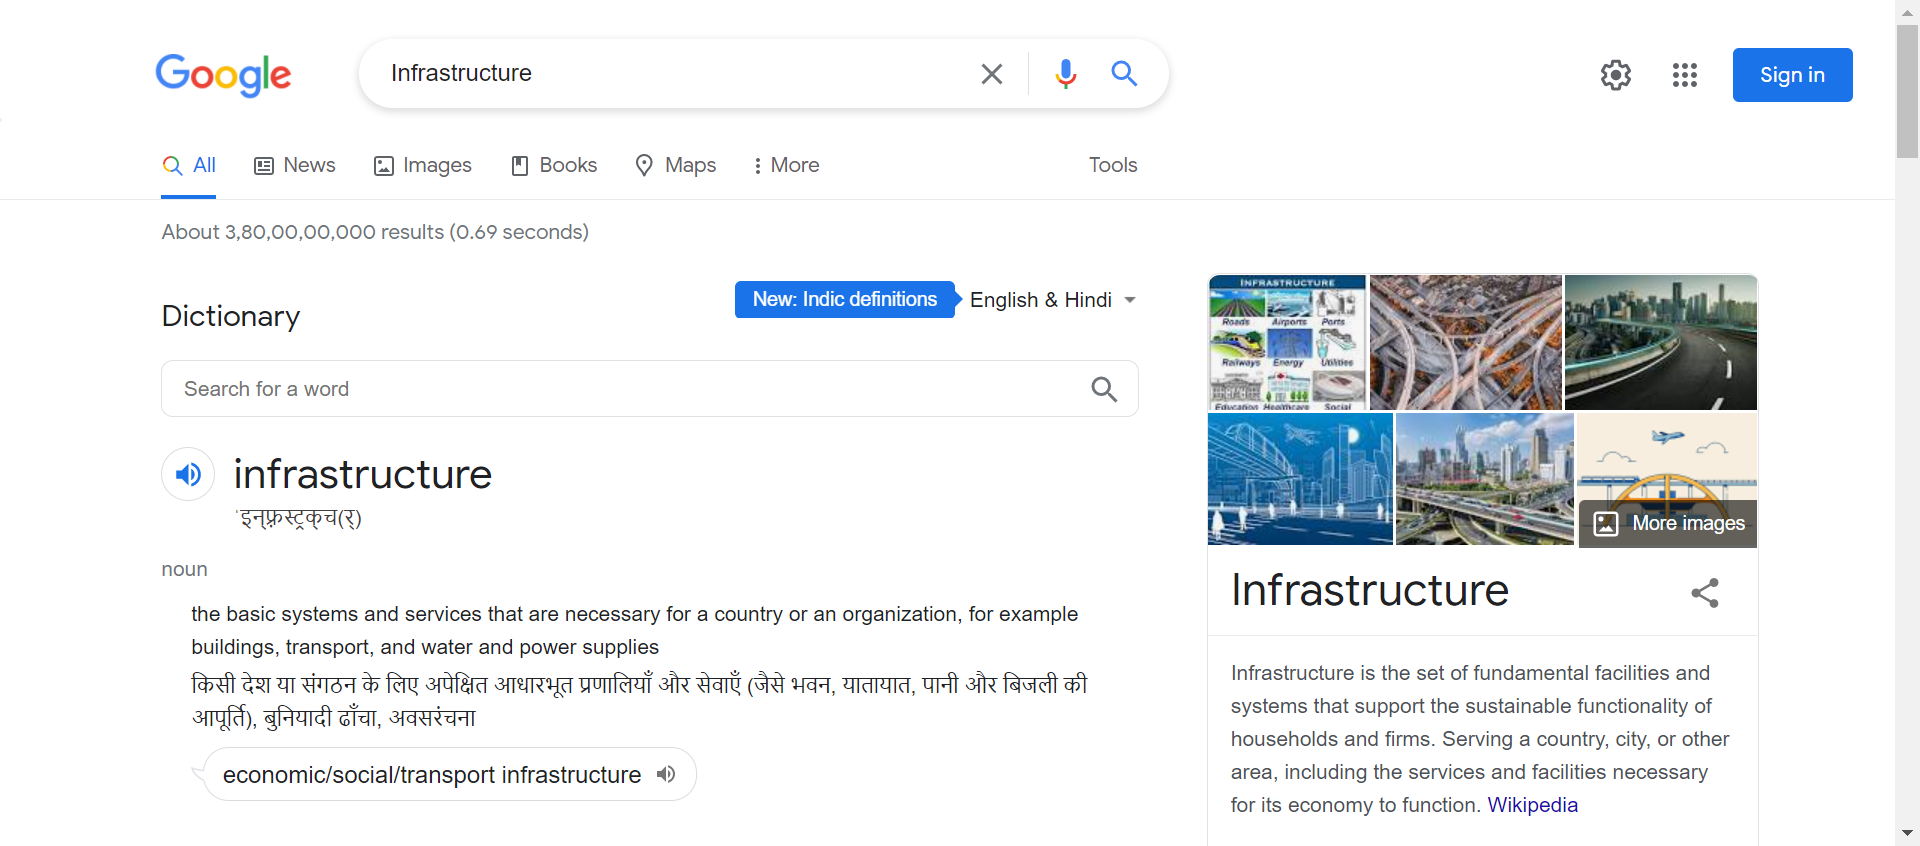 Google
Infrastructure
Sign in
All
News
Images
Books
Maps
More
Tools
About 3,80,00,00,000 results (0.69 seconds)
Dictionary
New: Indic definitions
English & Hindi
Search for a word
infrastructure
ˈइन्फ़्रस्ट्रक्च(र्)
noun
the basic systems and services that are necessary for a country or an organization, for example
buildings, transport, and water and power supplies
किसी देश या संगठन के लिए अपेक्षित आधारभूत प्रणालियाँ और सेवाएँ (जैसे भवन, यातायात, पानी और बिजली की
आपूर्ति), बुनियादी ढाँचा, अवसरंचना
economic/social/transport infrastructure
INFRASTRUCTURE
Roads Airports Ports
Railways Energy Utilities
Education Healthcare Social
More images
Infrastructure
Infrastructure is the set of fundamental facilities and
systems that support the sustainable functionality of
households and firms. Serving a country, city, or other
area, including the services and facilities necessary
for its economy to function. Wikipedia